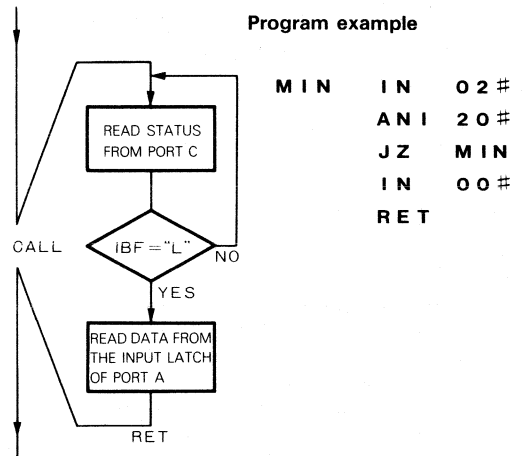 Program example
MIN IN 02#
ANI 20#
JZ MIN
IN 00#
RET
READ STATUS
FROM PORT C
CALL
IBF="L"
NO
YES
READ DATA FROM
THE INPUT LATCH
OF PORT A
RET